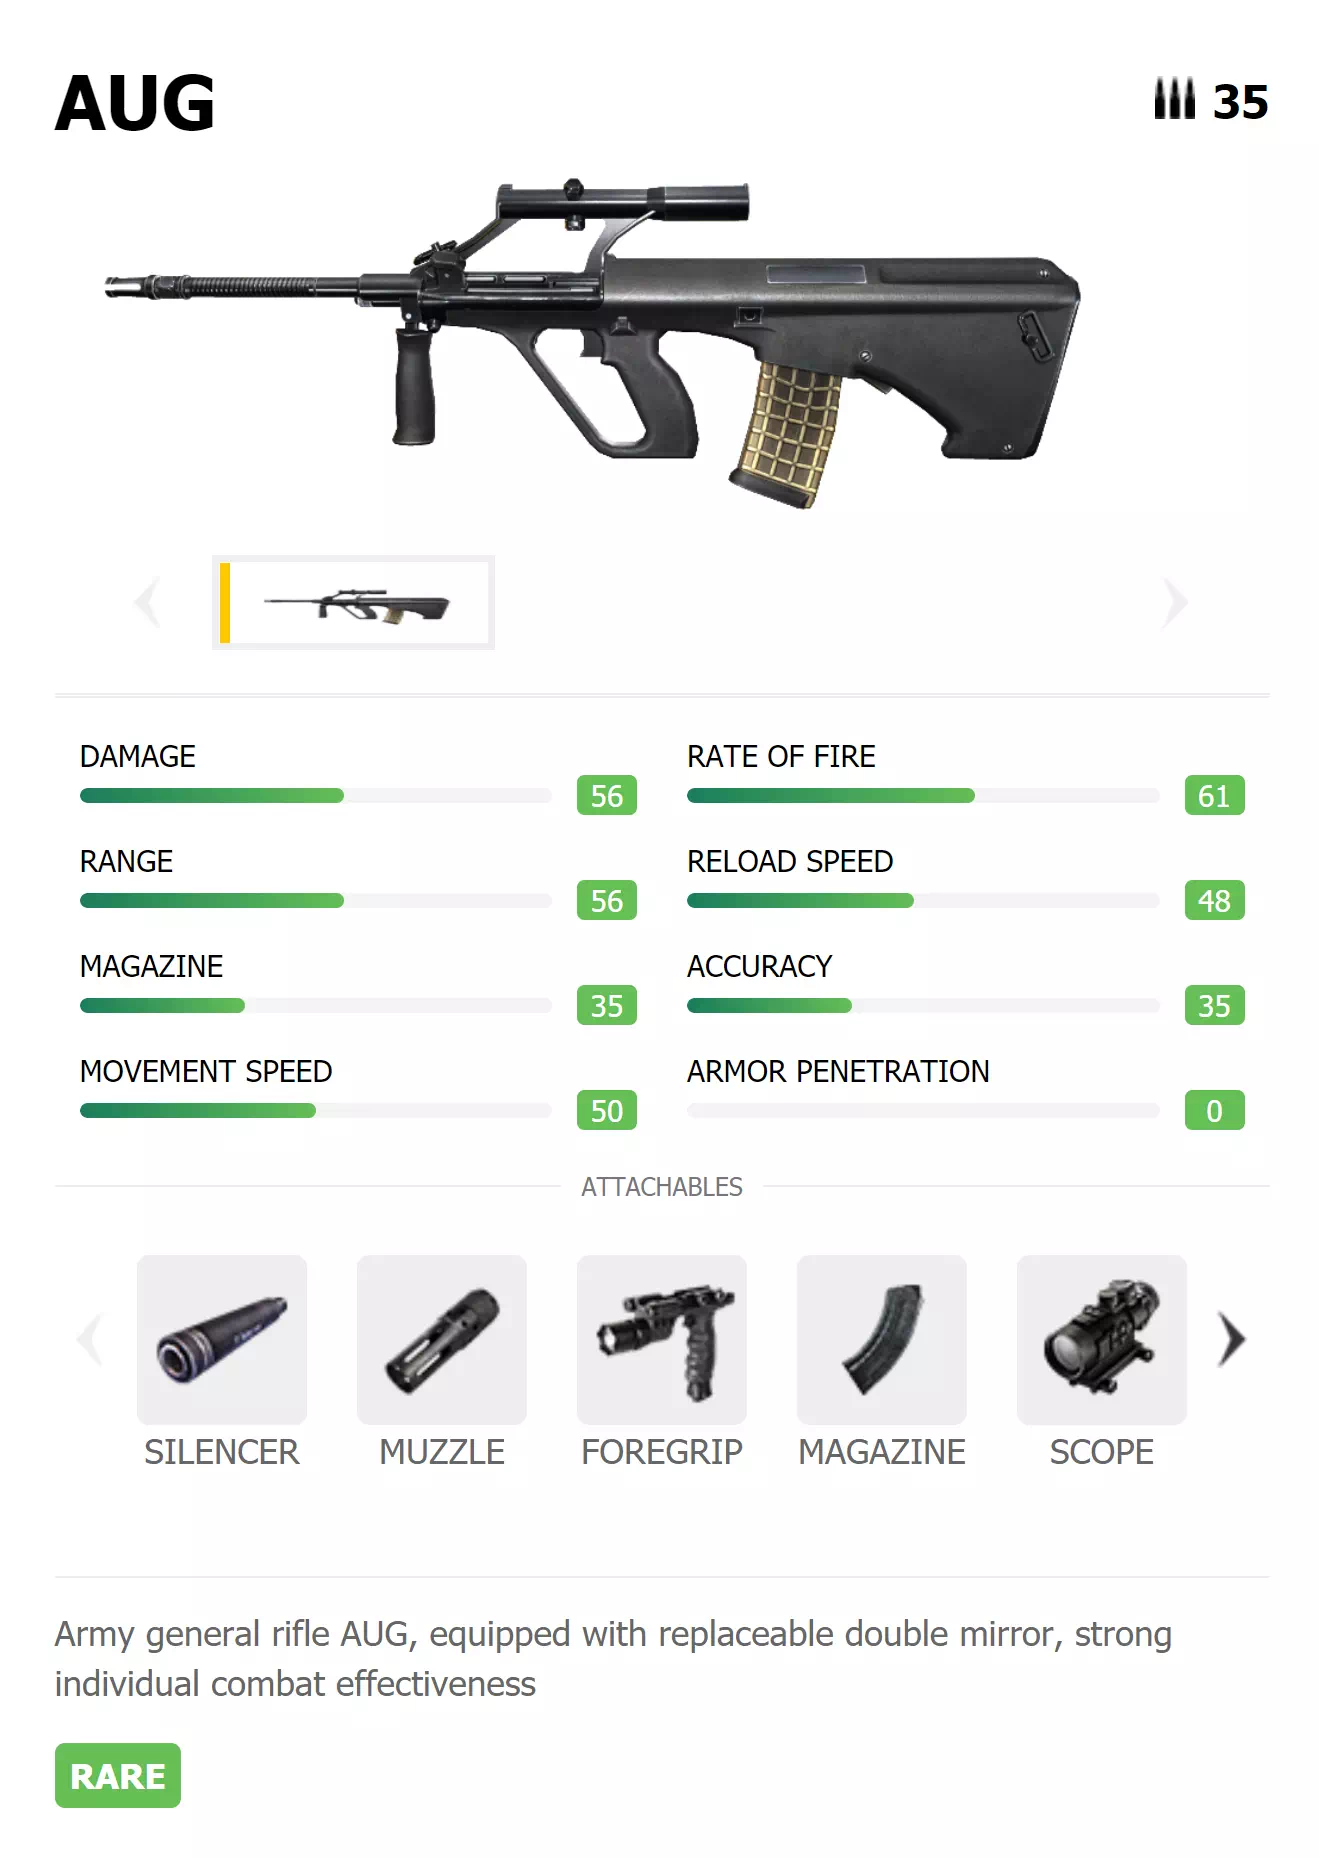 AUG
35
DAMAGE
56
RATE OF FIRE
61
RANGE
56
RELOAD SPEED
48
MAGAZINE
35
ACCURACY
35
MOVEMENT SPEED
50
ARMOR PENETRATION
0
ATTACHABLES
SILENCER
MUZZLE
FOREGRIP
MAGAZINE
SCOPE
Army general rifle AUG, equipped with replaceable double mirror, strong
individual combat effectiveness
RARE